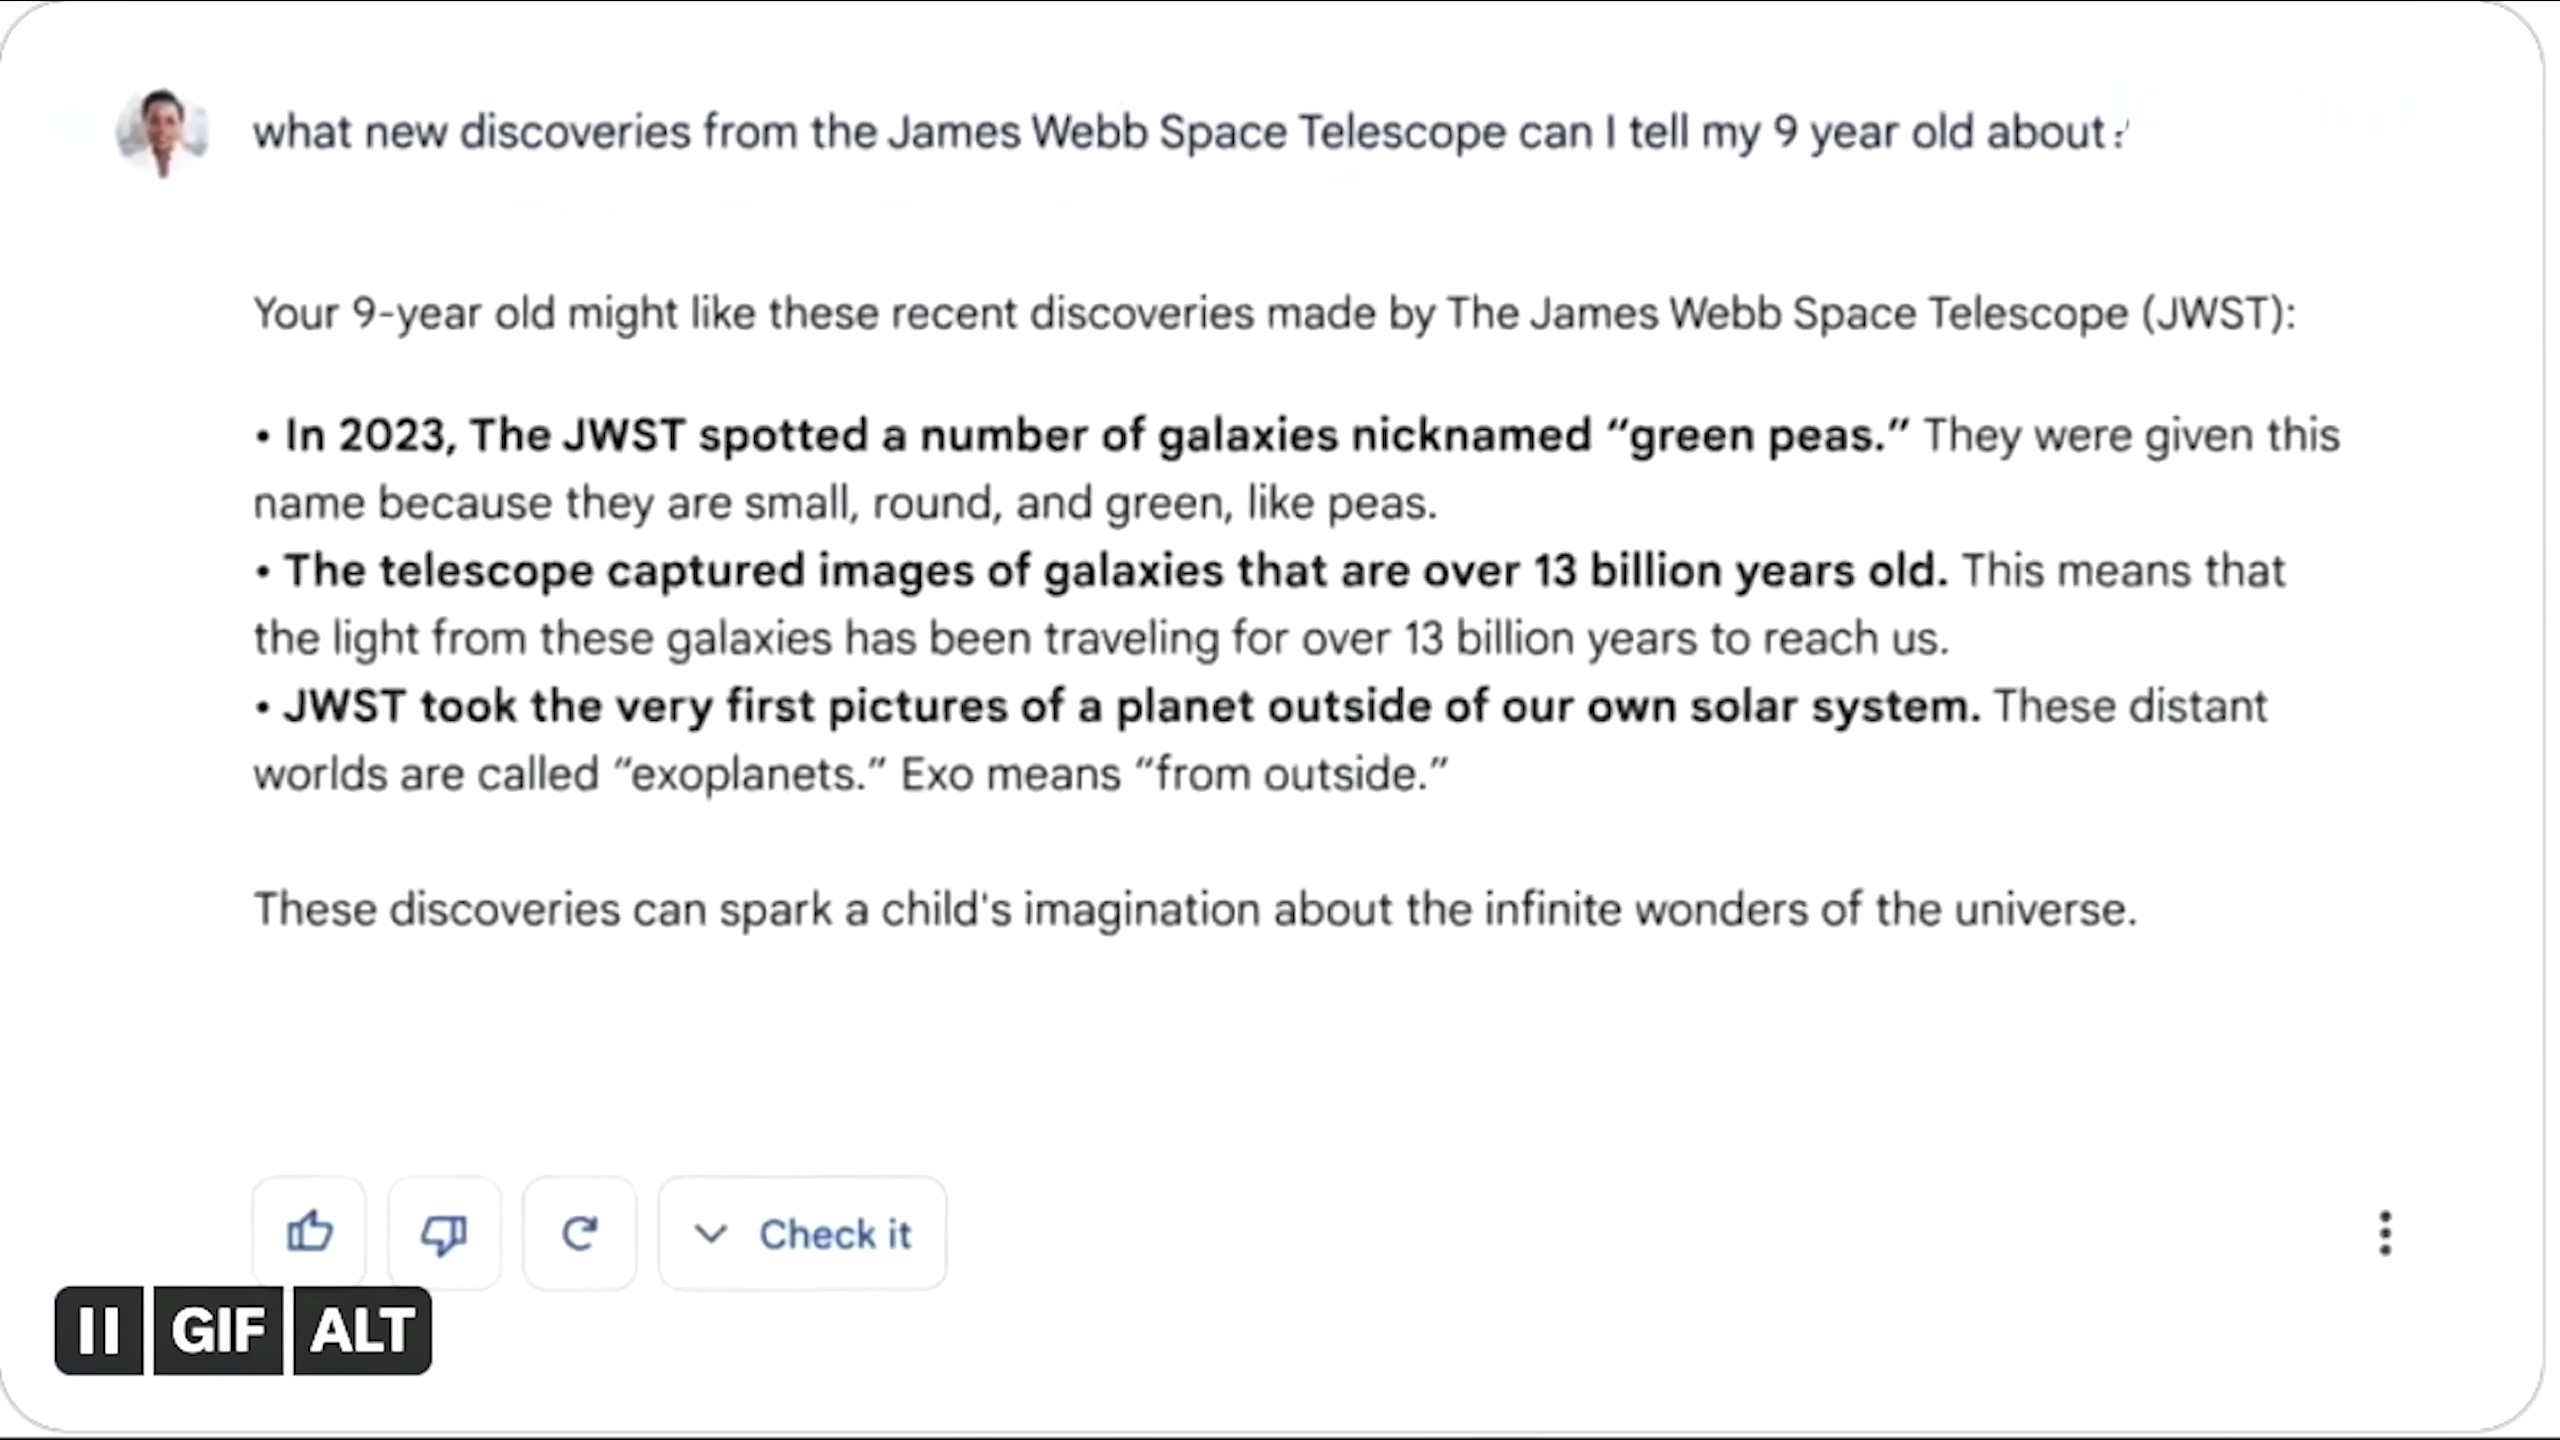 what new discoveries from the James Webb Space Telescope can I tell my 9 year old about?
Your 9-year old might like these recent discoveries made by The James Webb Space Telescope (JWST):
• In 2023, The JWST spotted a number of galaxies nicknamed “green peas.” They were given this
name because they are small, round, and green, like peas.
• The telescope captured images of galaxies that are over 13 billion years old. This means that
the light from these galaxies has been traveling for over 13 billion years to reach us.
• JWST took the very first pictures of a planet outside of our own solar system. These distant
worlds are called “exoplanets.” Exo means “from outside.”
These discoveries can spark a child's imagination about the infinite wonders of the universe.
Check it
GIF ALT